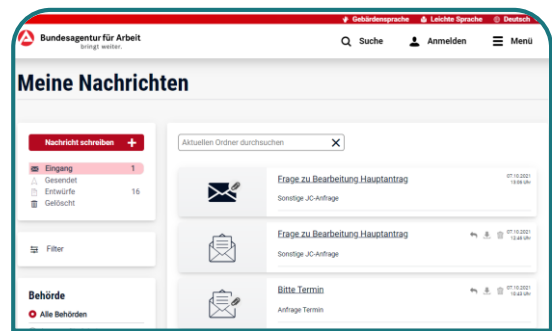 Gebärdensprache Leichte Sprache Deutsch
Bundesagentur für Arbeit
bringt weiter.
Suche Anmelden Menü
Meine Nachrichten
Nachricht schreiben +
Aktuellen Ordner durchsuchen X
Eingang 1
Gesendet
Entwürfe 16
Gelöscht
Filter
Behörde
Alle Behörden
Frage zu Bearbeitung Hauptantrag
07.10.2021
Sonstige JC-Anfrage
Frage zu Bearbeitung Hauptantrag
07.10.2021
Sonstige JC-Anfrage
Bitte Termin
07.10.2021
Anfrage Termin